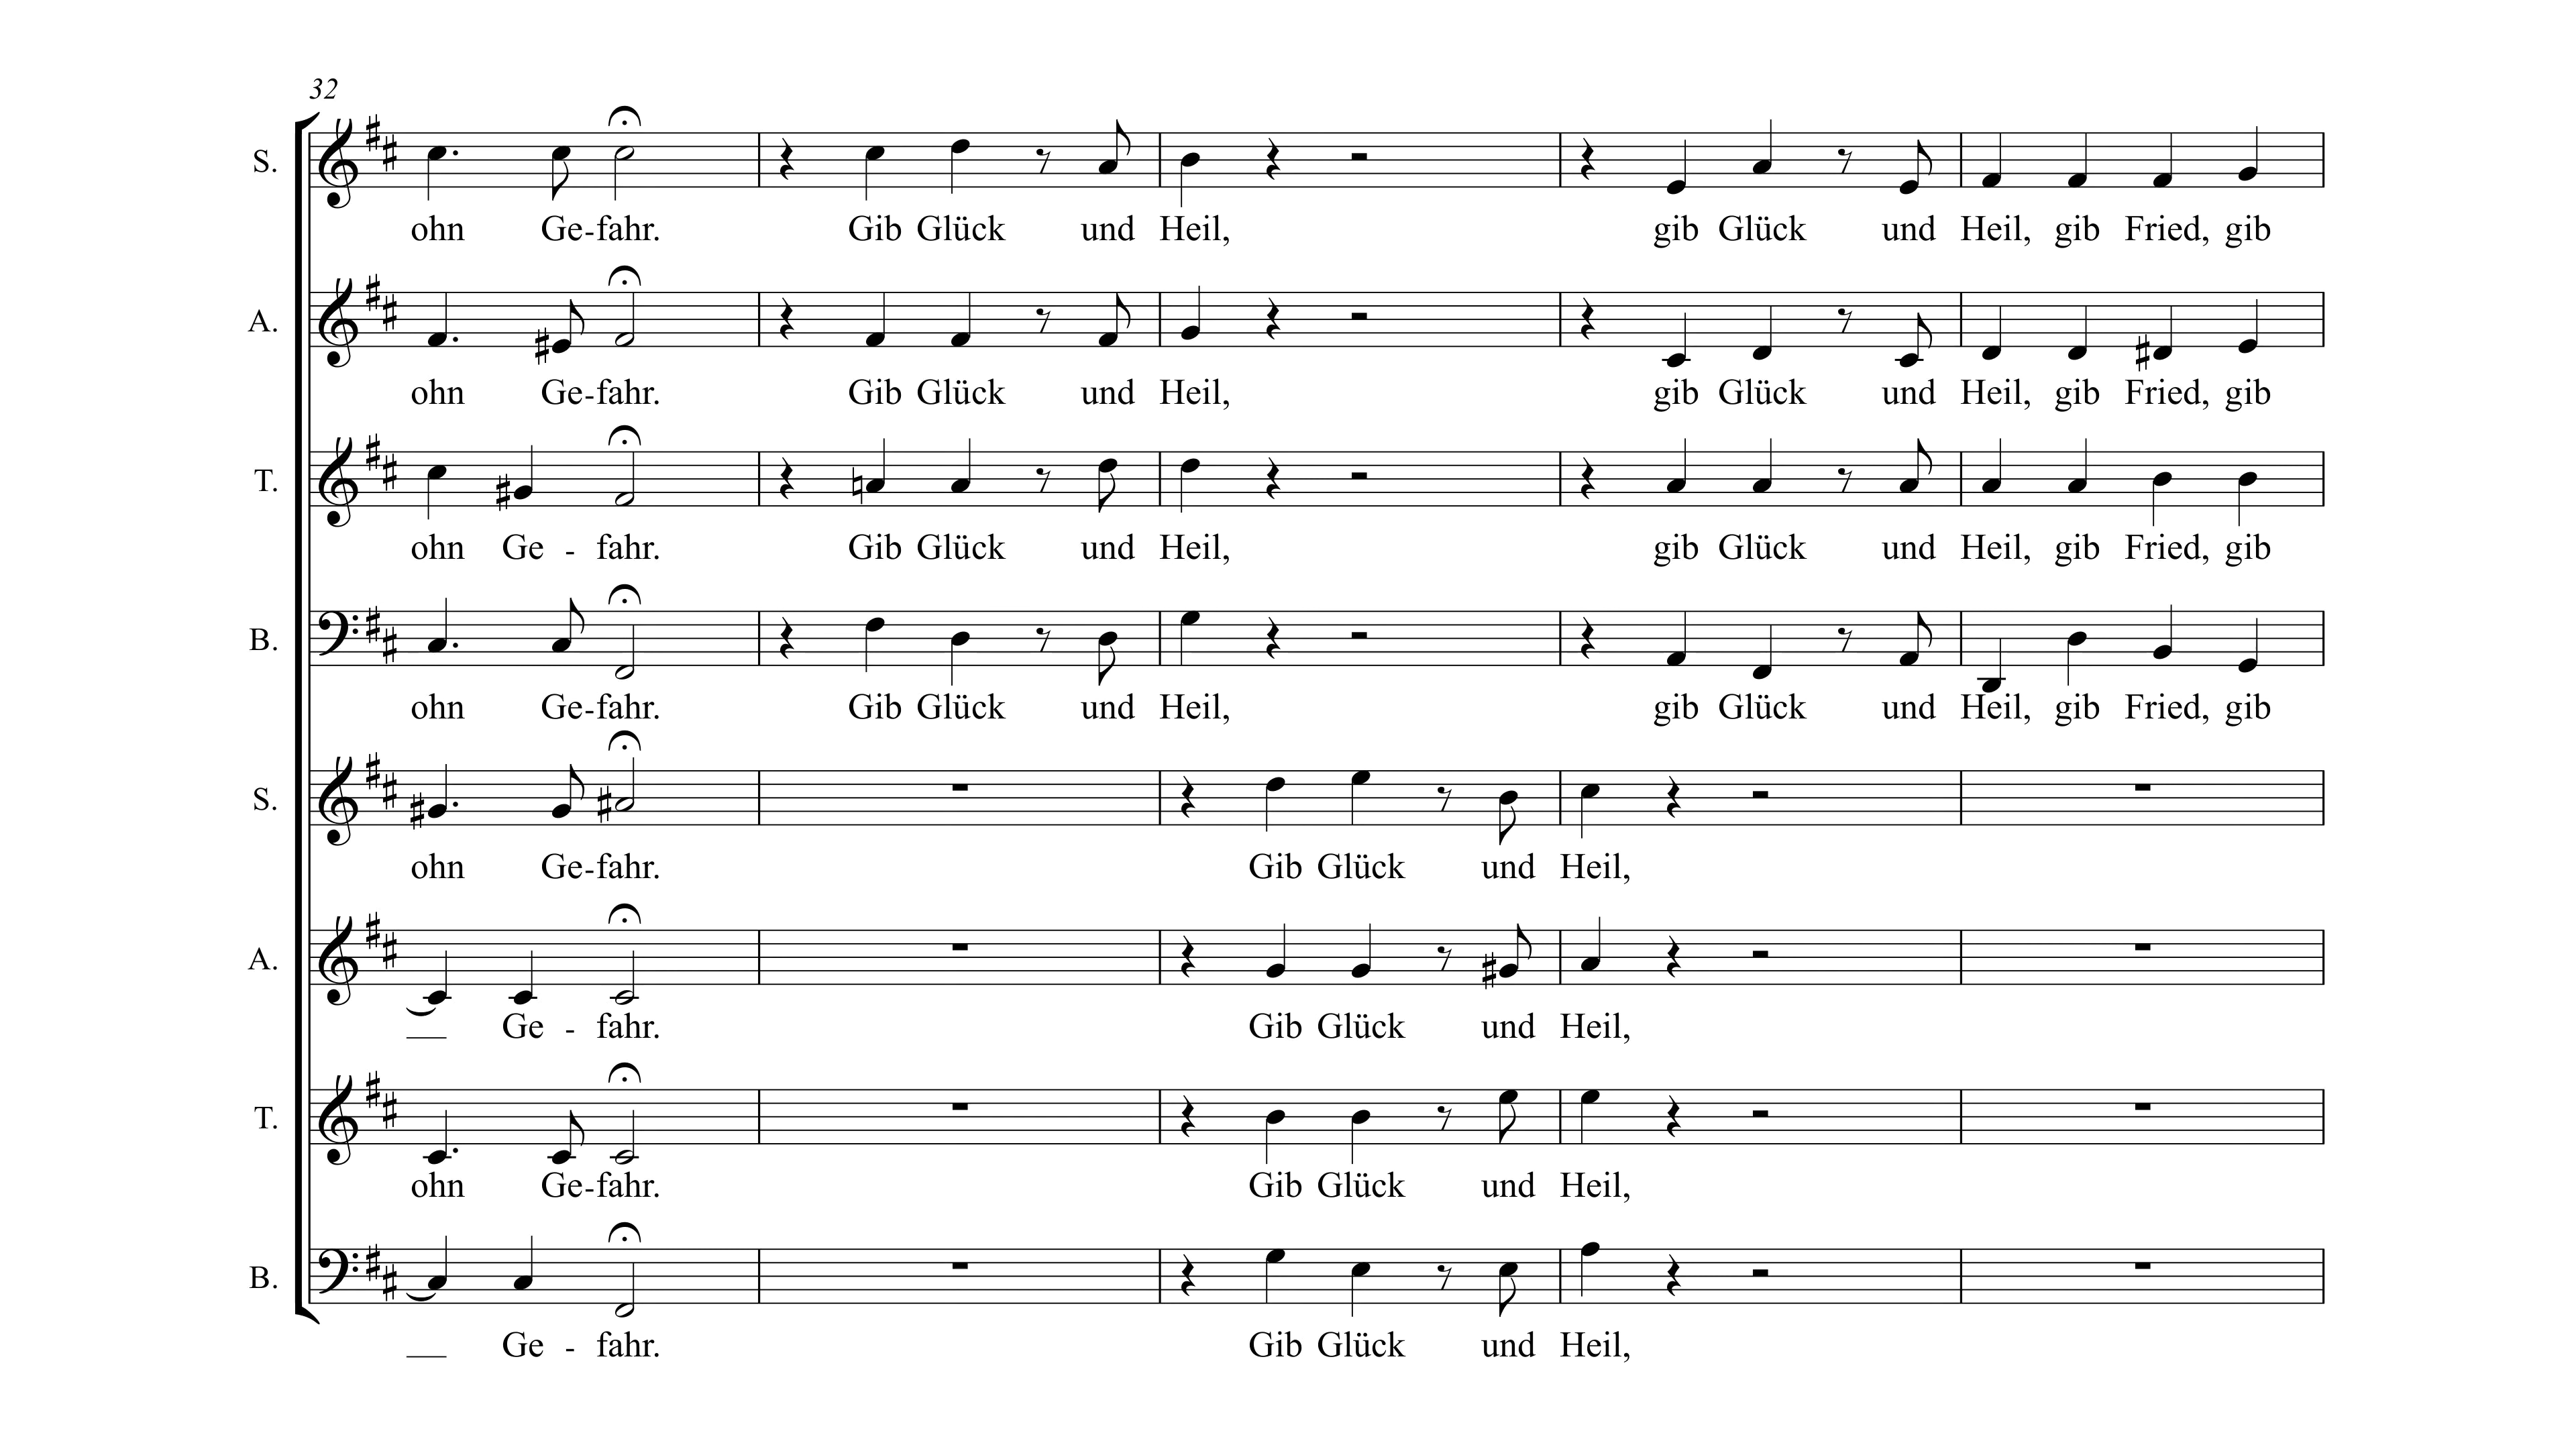 32
S.
ohn Ge-fahr. Gib Glück und Heil, gib Glück und Heil, gib Fried, gib
A.
ohn Ge-fahr. Gib Glück und Heil, gib Glück und Heil, gib Fried, gib
T.
ohn Ge - fahr. Gib Glück und Heil, gib Glück und Heil, gib Fried, gib
B.
ohn Ge-fahr. Gib Glück und Heil, gib Glück und Heil, gib Fried, gib
S.
ohn Ge-fahr. Gib Glück und Heil,
A.
Ge - fahr. Gib Glück und Heil,
T.
ohn Ge-fahr. Gib Glück und Heil,
B.
Ge - fahr. Gib Glück und Heil,